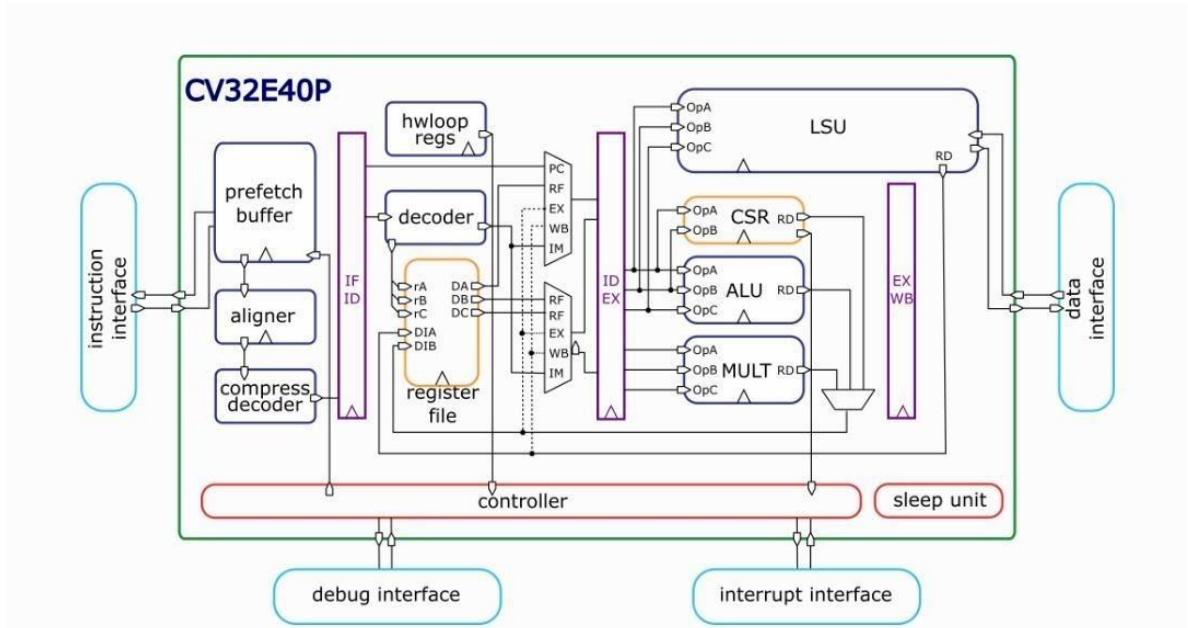 CV32E40P
instruction
interface
prefetch
buffer
aligner
compress
decoder
IF
ID
hwloop
regs
decoder
rA
rB
rC
DIA
DIB
DA
DB
DC
register
file
PC
RF
EX
WB
IM
RF
RF
EX
WB
IM
ID
EX
OpA
OpB
OpC
LSU
RD
OpA
OpB
CSR
RD
OpA
OpB
OpC
ALU
RD
OpA
OpB
OpC
MULT
RD
EX
WB
data
interface
controller
sleep unit
debug interface
interrupt interface